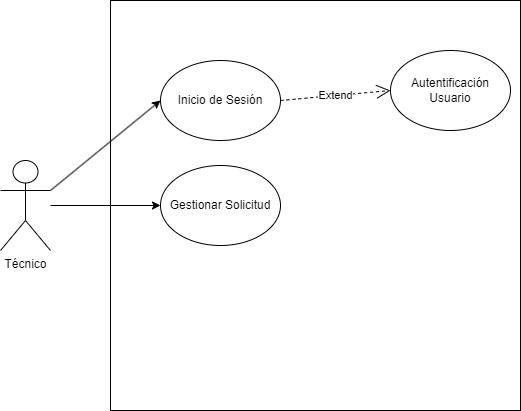 Inicio de Sesión
Extend
Autentificación
Usuario
Gestionar Solicitud
Técnico